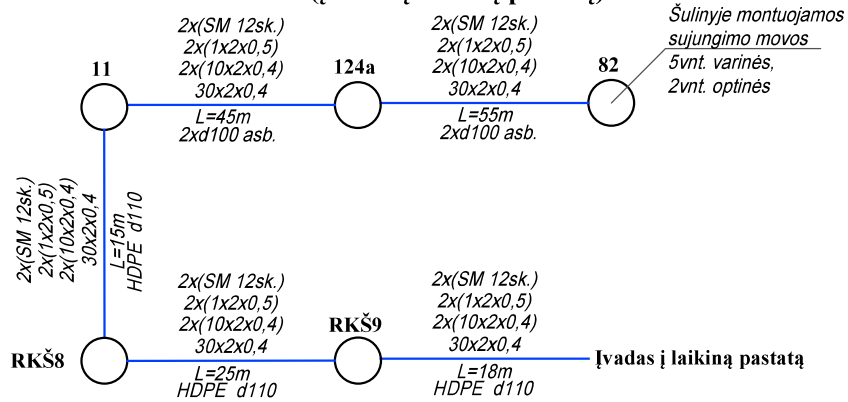 Šulinyje montuojamos
sujungimo movos
5vnt. varinės,
2vnt. optinės
11
2x(SM 12sk.)
2x(1x2x0,5)
2x(10x2x0,4)
30x2x0,4
L=45m
2xd100 asb.
124a
2x(SM 12sk.)
2x(1x2x0,5)
2x(10x2x0,4)
30x2x0,4
L=55m
2xd100 asb.
82
2x(SM 12sk.)
2x(1x2x0,5)
2x(10x2x0,4)
30x2x0,4
L=15m
HDPE d110
RKŠ8
2x(SM 12sk.)
2x(1x2x0,5)
2x(10x2x0,4)
30x2x0,4
L=25m
HDPE d110
RKŠ9
2x(SM 12sk.)
2x(1x2x0,5)
2x(10x2x0,4)
30x2x0,4
L=18m
HDPE d110
Įvadas į laikiną pastatą